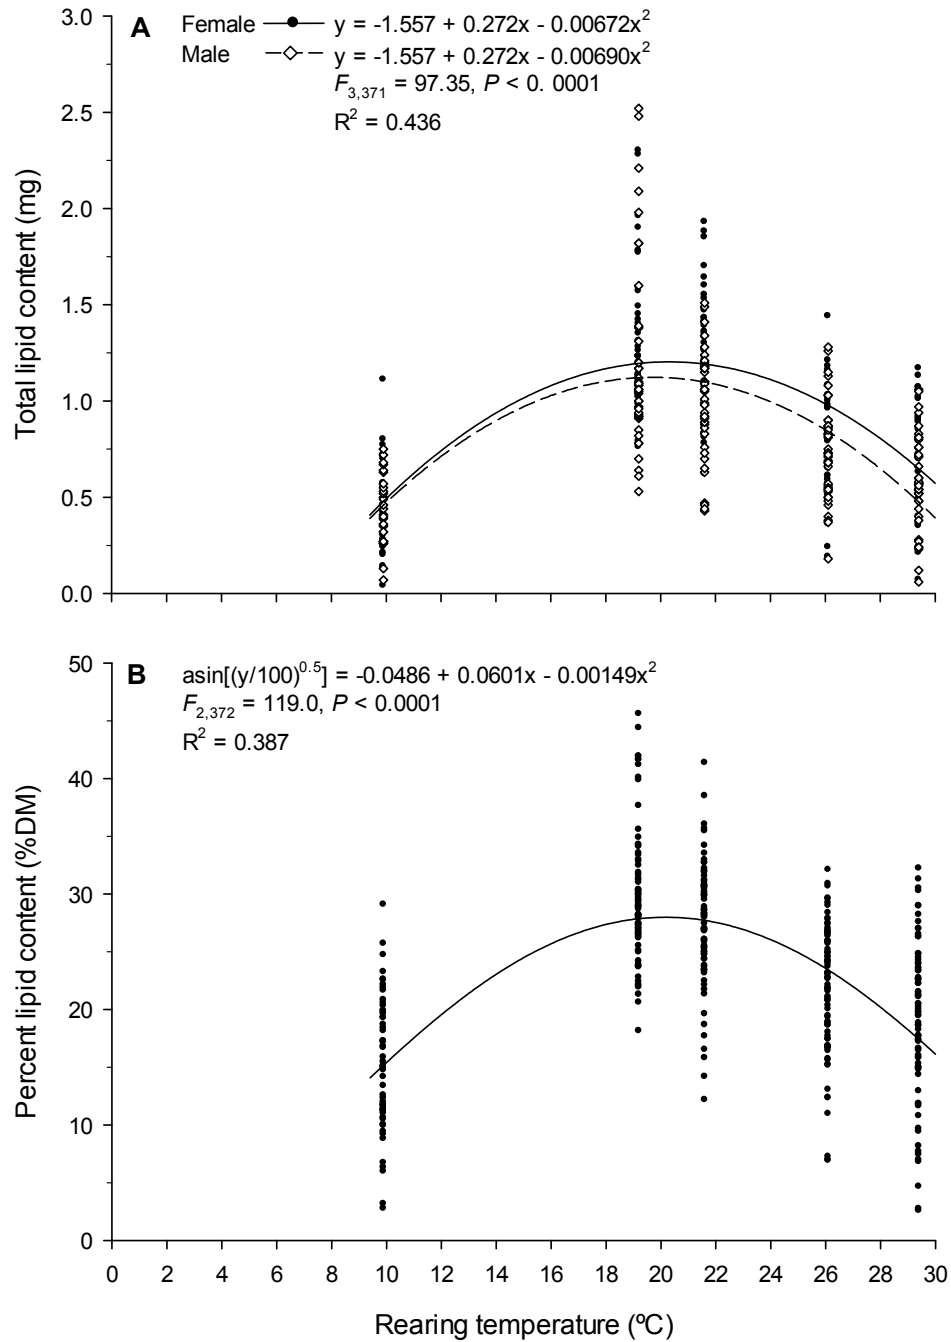 A
Female y = -1.557 + 0.272x - 0.00672x²
Male y = -1.557 + 0.272x - 0.00690x²
F₃,₃₇₁ = 97.35, P < 0. 0001
R² = 0.436
Total lipid content (mg)
3.0
2.5
2.0
1.5
1.0
0.5
0.0
B
asin[(y/100)⁰·⁵] = -0.0486 + 0.0601x - 0.00149x²
F₂,₃₇₂ = 119.0, P < 0.0001
R² = 0.387
Percent lipid content (%DM)
50
40
30
20
10
0
0 2 4 6 8 10 12 14 16 18 20 22 24 26 28 30
Rearing temperature (ºC)